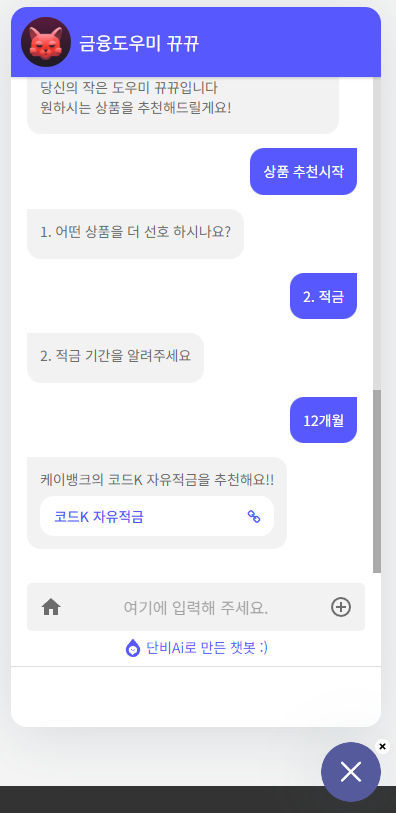 금융도우미 뀨뀨
당신의 작은 도우미 뀨뀨입니다
원하시는 상품을 추천해드릴게요!
상품 추천시작
1. 어떤 상품을 더 선호 하시나요?
2. 적금
2. 적금 기간을 알려주세요
12개월
케이뱅크의 코드K 자유적금을 추천해요!!
코드K 자유적금
여기에 입력해 주세요.
단비Ai로 만든 챗봇 :)